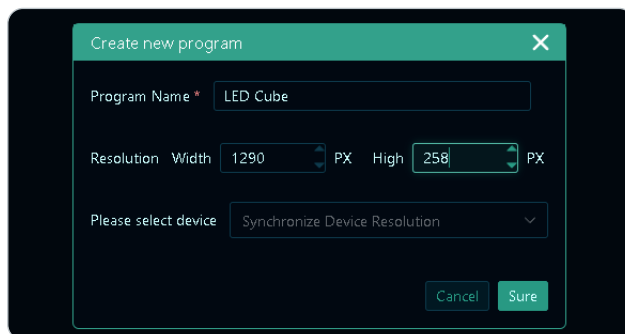 Create new program
Program Name * LED Cube
Resolution Width 1290 PX High 258 PX
Please select device Synchronize Device Resolution
Cancel Sure